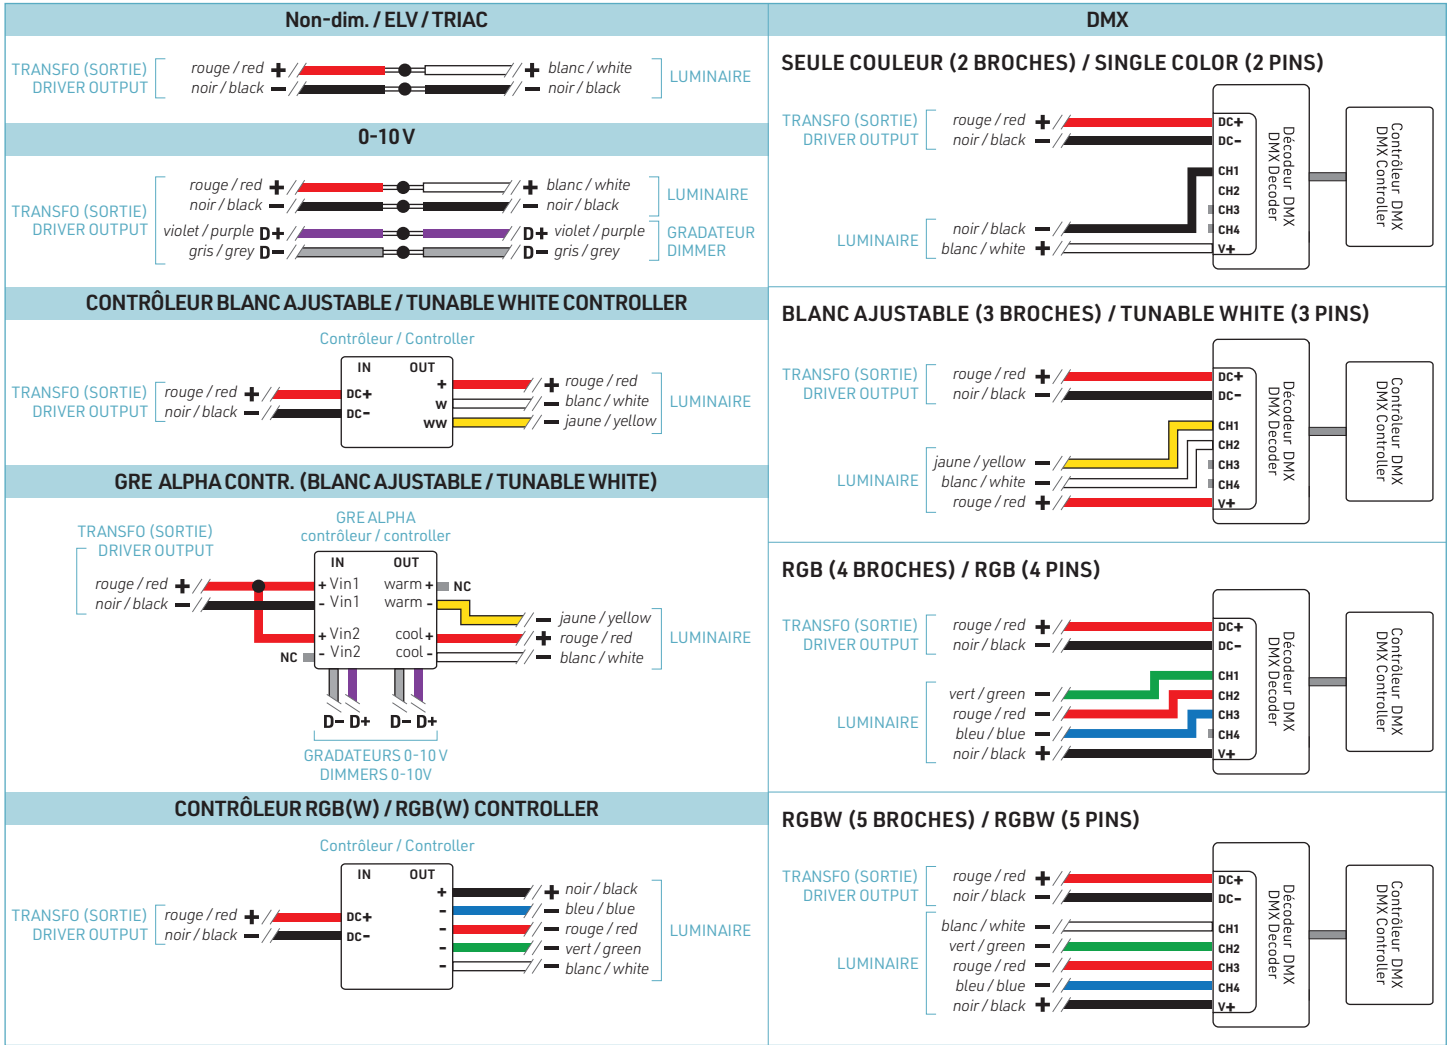 Non-dim. / ELV / TRIAC
TRANSFO (SORTIE)
DRIVER OUTPUT
rouge / red +
noir / black −
+ blanc / white
− noir / black
LUMINAIRE
0-10 V
TRANSFO (SORTIE)
DRIVER OUTPUT
rouge / red +
noir / black −
violet / purple D+
gris / grey D−
+ blanc / white
− noir / black
D+ violet / purple
D− gris / grey
LUMINAIRE
GRADATEUR
DIMMER
CONTRÔLEUR BLANC AJUSTABLE / TUNABLE WHITE CONTROLLER
Contrôleur / Controller
TRANSFO (SORTIE)
DRIVER OUTPUT
rouge / red +
noir / black −
IN OUT
DC+
DC−
+
W
WW
+ rouge / red
− blanc / white
− jaune / yellow
LUMINAIRE
GRE ALPHA CONTR. (BLANC AJUSTABLE / TUNABLE WHITE)
TRANSFO (SORTIE)
DRIVER OUTPUT
GRE ALPHA
contrôleur / controller
rouge / red +
noir / black −
IN OUT
+ Vin1 warm + NC
- Vin1 warm -
+ Vin2 cool +
NC - Vin2 cool -
− jaune / yellow
+ rouge / red
− blanc / white
LUMINAIRE
D− D+ D− D+
GRADATEURS 0-10 V
DIMMERS 0-10V
CONTRÔLEUR RGB(W) / RGB(W) CONTROLLER
Contrôleur / Controller
TRANSFO (SORTIE)
DRIVER OUTPUT
rouge / red +
noir / black −
IN OUT
DC+
DC−
+
-
-
-
-
+ noir / black
− bleu / blue
− rouge / red
− vert / green
− blanc / white
LUMINAIRE
DMX
SEULE COULEUR (2 BROCHES) / SINGLE COLOR (2 PINS)
TRANSFO (SORTIE)
DRIVER OUTPUT
rouge / red +
noir / black −
LUMINAIRE
noir / black −
blanc / white +
DC+
DC−
CH1
CH2
CH3
CH4
V+
Décodeur DMX
DMX Decoder
Contrôleur DMX
DMX Controller
BLANC AJUSTABLE (3 BROCHES) / TUNABLE WHITE (3 PINS)
TRANSFO (SORTIE)
DRIVER OUTPUT
rouge / red +
noir / black −
LUMINAIRE
jaune / yellow −
blanc / white −
rouge / red +
DC+
DC−
CH1
CH2
CH3
CH4
V+
Décodeur DMX
DMX Decoder
Contrôleur DMX
DMX Controller
RGB (4 BROCHES) / RGB (4 PINS)
TRANSFO (SORTIE)
DRIVER OUTPUT
rouge / red +
noir / black −
LUMINAIRE
vert / green −
rouge / red −
bleu / blue −
noir / black +
DC+
DC−
CH1
CH2
CH3
CH4
V+
Décodeur DMX
DMX Decoder
Contrôleur DMX
DMX Controller
RGBW (5 BROCHES) / RGBW (5 PINS)
TRANSFO (SORTIE)
DRIVER OUTPUT
rouge / red +
noir / black −
LUMINAIRE
blanc / white −
vert / green −
rouge / red −
bleu / blue −
noir / black +
DC+
DC−
CH1
CH2
CH3
CH4
V+
Décodeur DMX
DMX Decoder
Contrôleur DMX
DMX Controller